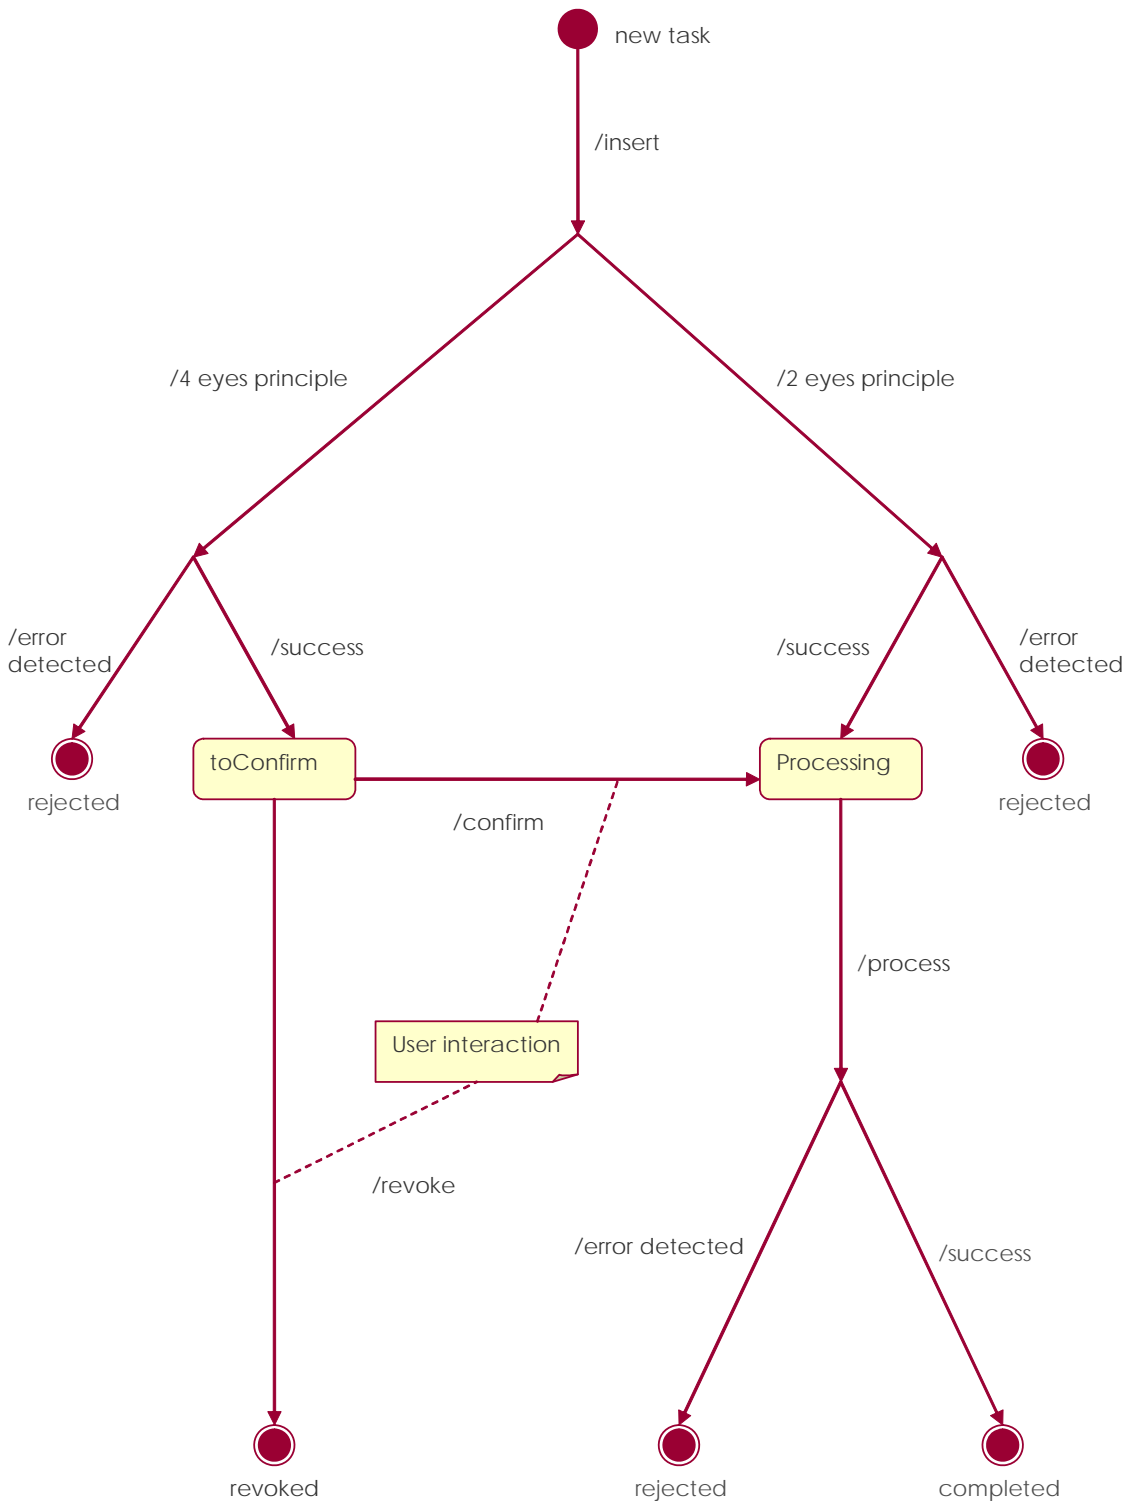 new task
/insert
/4 eyes principle
/2 eyes principle
/error
detected
/success
/success
/error
detected
toConfirm
Processing
rejected
rejected
/confirm
/process
User interaction
/revoke
/error detected
/success
revoked
rejected
completed